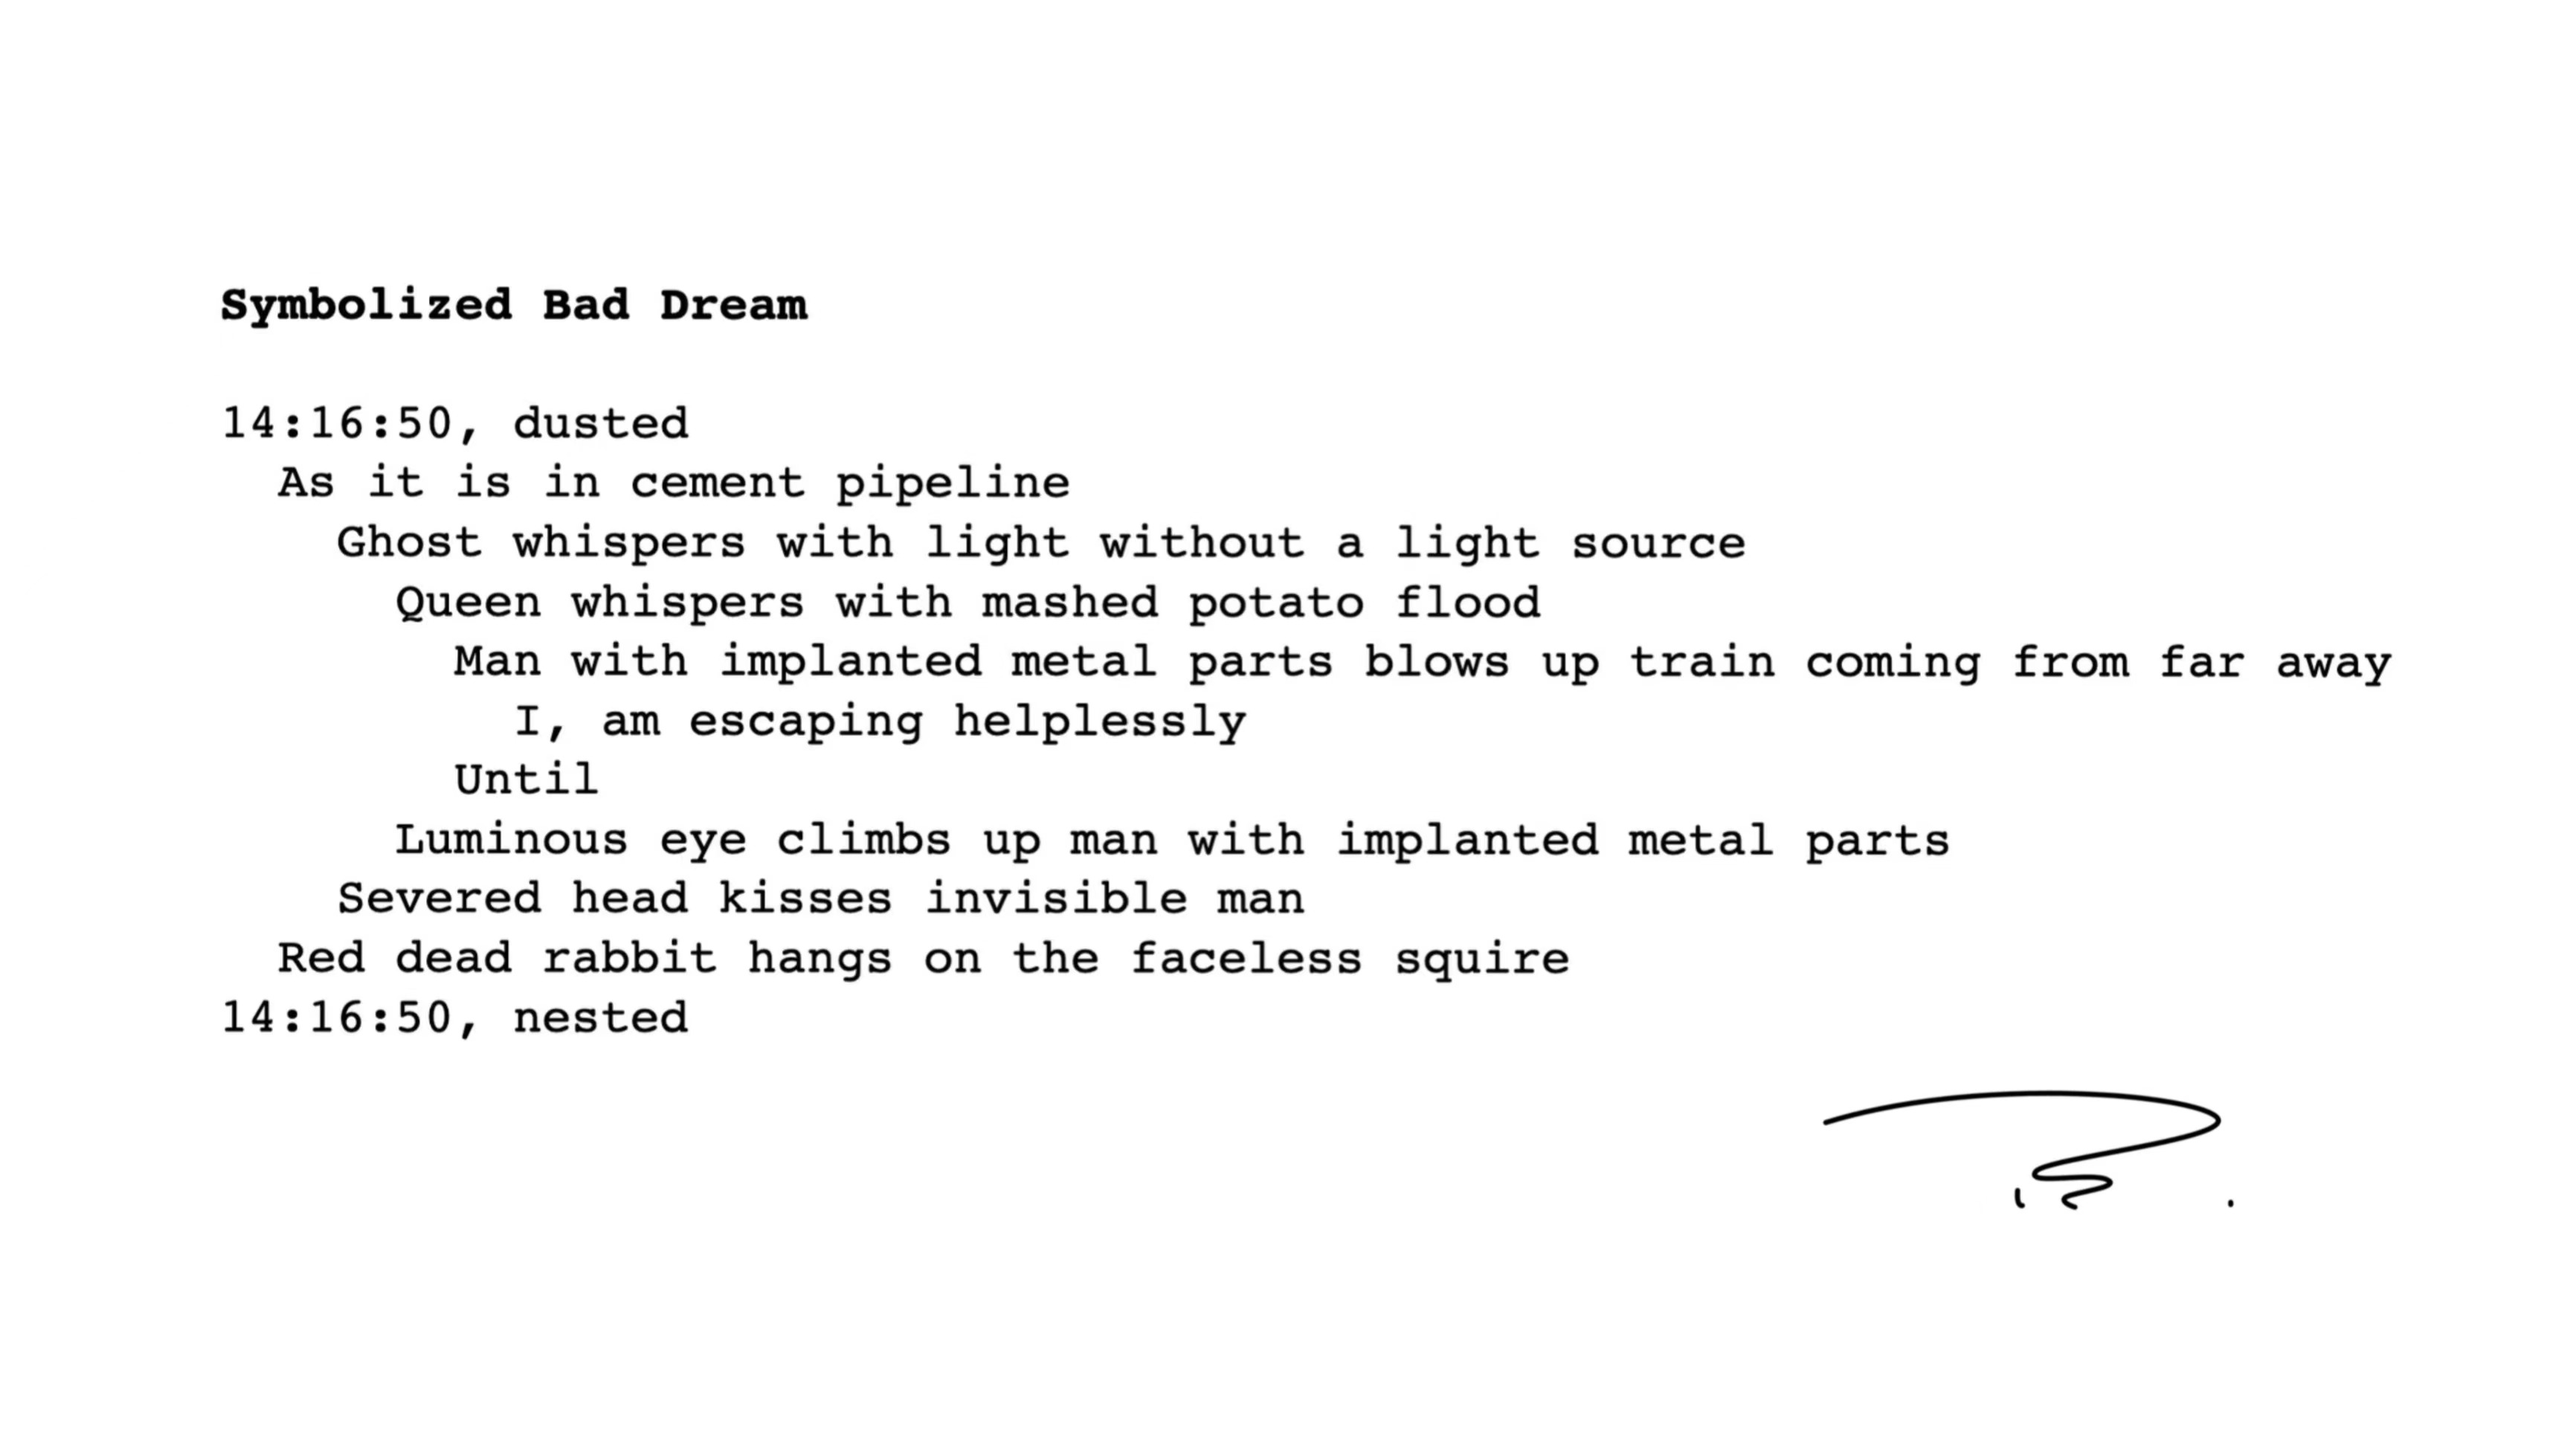 Symbolized Bad Dream
14:16:50, dusted
As it is in cement pipeline
Ghost whispers with light without a light source
Queen whispers with mashed potato flood
Man with implanted metal parts blows up train coming from far away
I, am escaping helplessly
Until
Luminous eye climbs up man with implanted metal parts
Severed head kisses invisible man
Red dead rabbit hangs on the faceless squire
14:16:50, nested